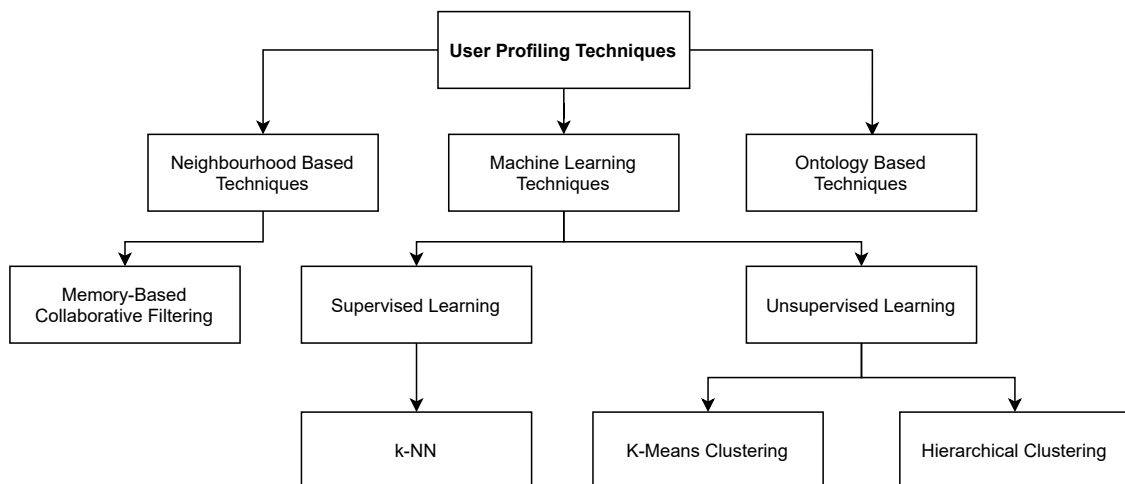 User Profiling Techniques
Neighbourhood Based
Techniques
Machine Learning
Techniques
Ontology Based
Techniques
Memory-Based
Collaborative Filtering
Supervised Learning
Unsupervised Learning
k-NN
K-Means Clustering
Hierarchical Clustering